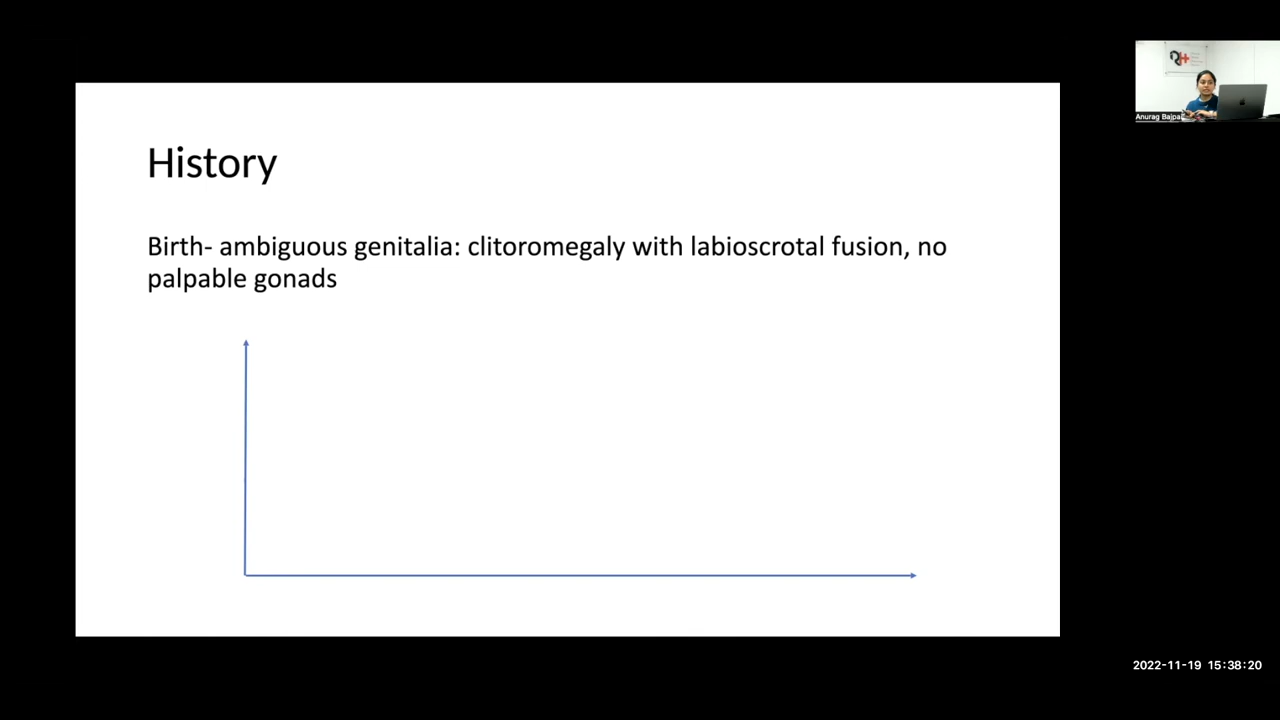 History
Birth- ambiguous genitalia: clitoromegaly with labioscrotal fusion, no
palpable gonads
Anurag Bajpai
2022-11-19 15:38:20